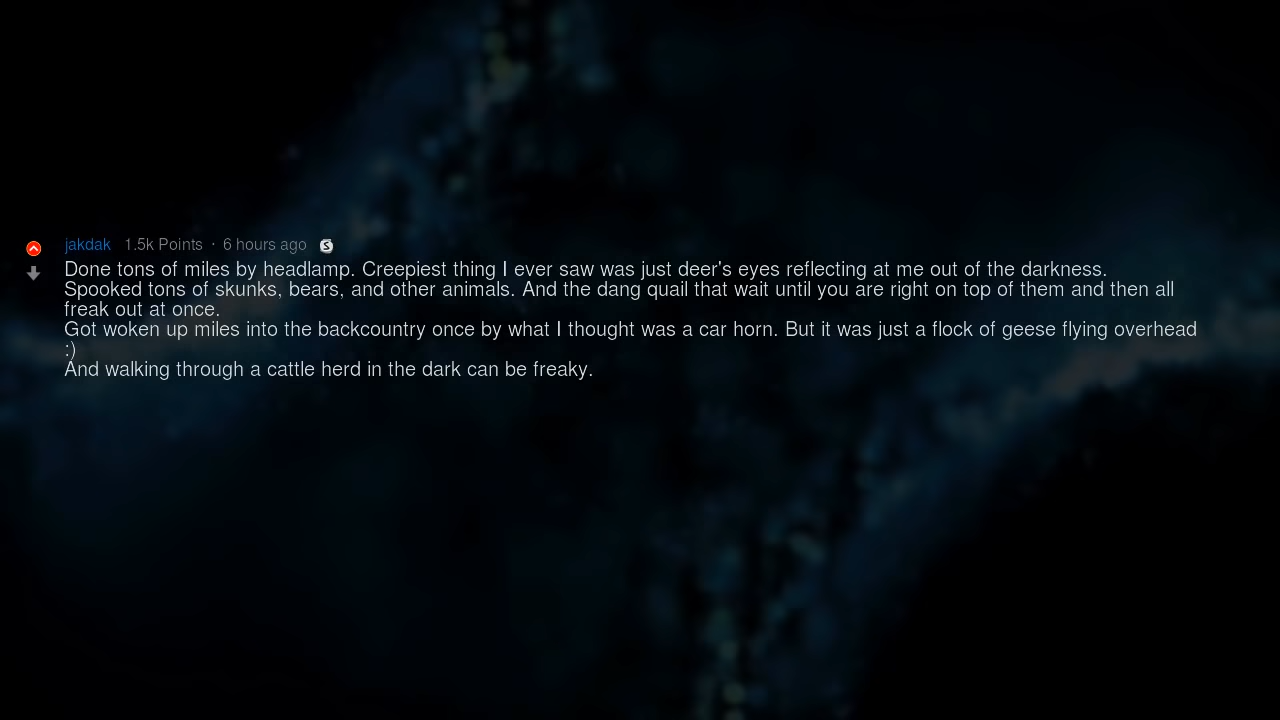 jakdak 1.5k Points · 6 hours ago
Done tons of miles by headlamp. Creepiest thing I ever saw was just deer's eyes reflecting at me out of the darkness.
Spooked tons of skunks, bears, and other animals. And the dang quail that wait until you are right on top of them and then all
freak out at once.
Got woken up miles into the backcountry once by what I thought was a car horn. But it was just a flock of geese flying overhead
:)
And walking through a cattle herd in the dark can be freaky.